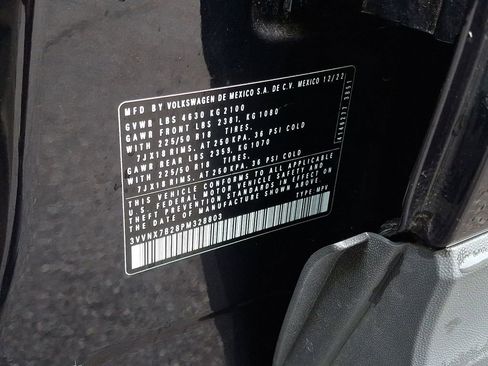 MFD BY VOLKSWAGEN DE MEXICO S.A. DE C.V. MEXICO 12/22
GVWR LBS 4630 KG 2100
GAWR FRONT LBS 2381, KG 1080
WITH 225/50 R18 TIRES,
7JX18 RIMS, AT 250 KPA, 36 PSI COLD
GAWR REAR LBS 2359, KG 1070
WITH 225/50 R18 TIRES,
7JX18 RIMS, AT 250 KPA, 36 PSI COLD
THIS VEHICLE CONFORMS TO ALL APPLICABLE
U.S. FEDERAL MOTOR VEHICLE SAFETY AND
THEFT PREVENTION STANDARDS IN EFFECT
ON THE DATE OF MANUFACTURE SHOWN ABOVE
3VVNX7B28PM328803 TYPE: MPV